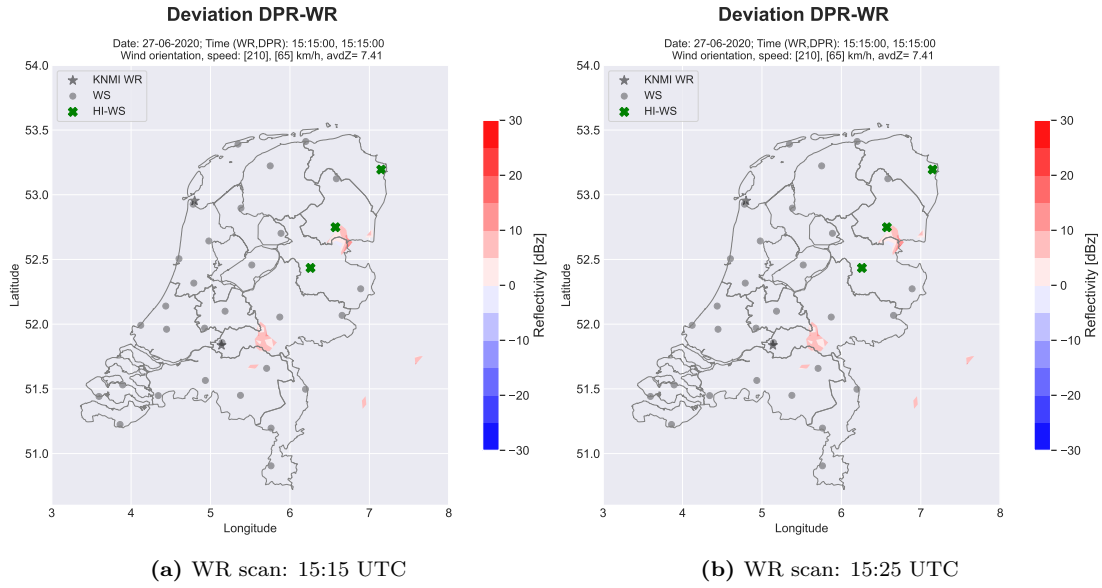 Deviation DPR-WR
Date: 27-06-2020; Time (WR,DPR): 15:15:00, 15:15:00
Wind orientation, speed: [210], [65] km/h, avdZ= 7.41
54.0
KNMI WR
WS
HI-WS
53.5
53.0
52.5
52.0
51.5
51.0
Latitude
3
4
5
6
7
8
Longitude
30
20
10
0
−10
−20
−30
Reflectivity [dBz]
(a) WR scan: 15:15 UTC
Deviation DPR-WR
Date: 27-06-2020; Time (WR,DPR): 15:15:00, 15:15:00
Wind orientation, speed: [210], [65] km/h, avdZ= 7.41
54.0
KNMI WR
WS
HI-WS
53.5
53.0
52.5
52.0
51.5
51.0
Latitude
3
4
5
6
7
8
Longitude
30
20
10
0
−10
−20
−30
Reflectivity [dBz]
(b) WR scan: 15:25 UTC